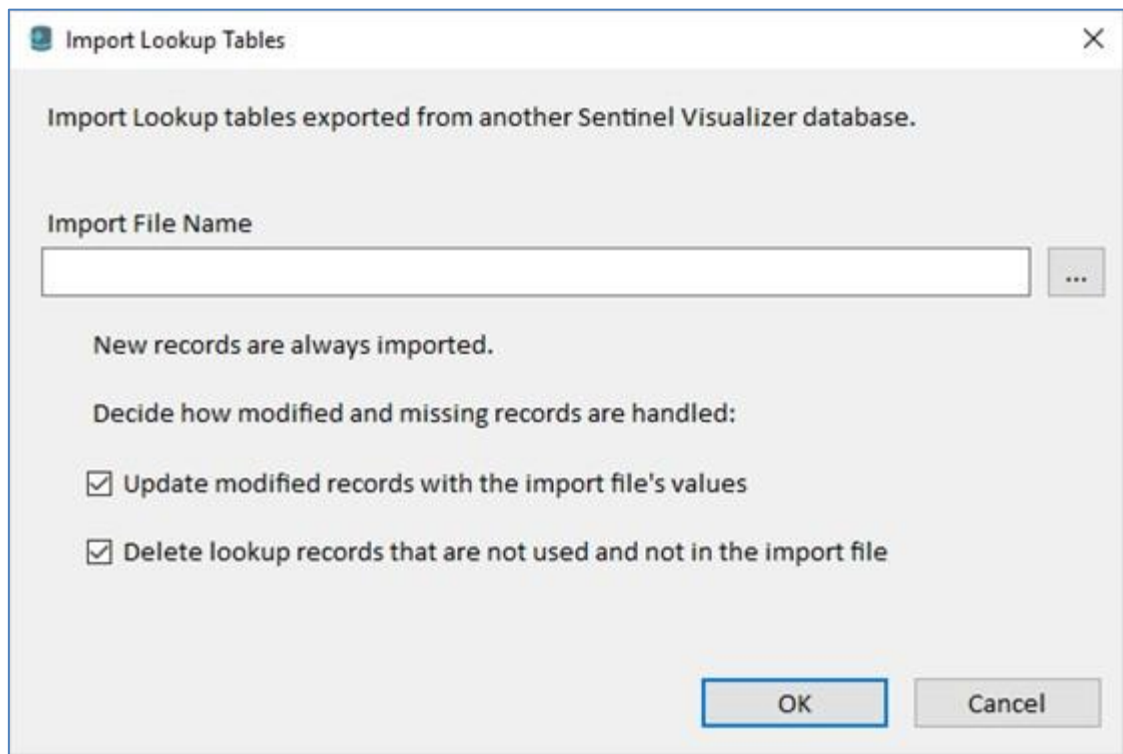 Import Lookup Tables
Import Lookup tables exported from another Sentinel Visualizer database.
Import File Name
...
New records are always imported.
Decide how modified and missing records are handled:
Update modified records with the import file's values
Delete lookup records that are not used and not in the import file
OK
Cancel